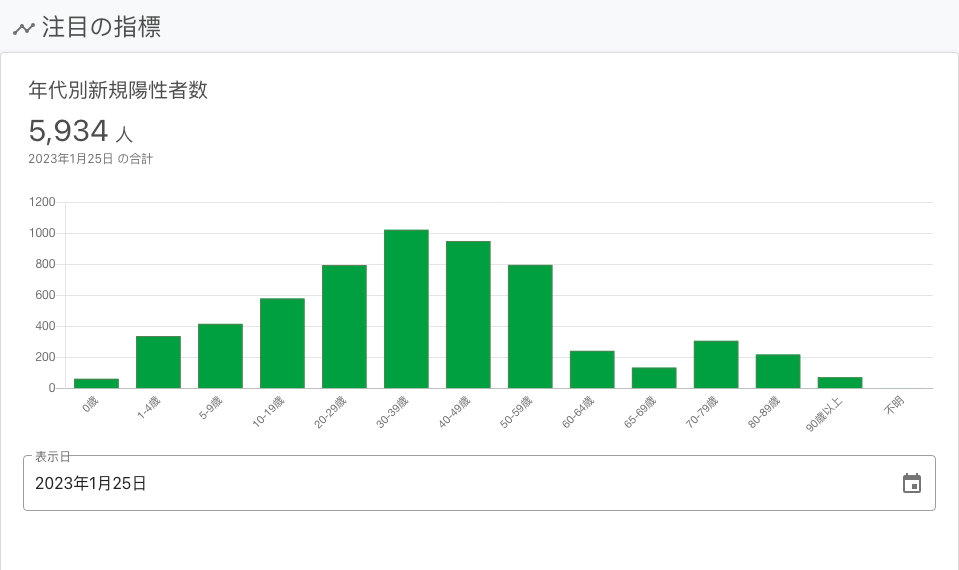 注目の指標
年代別新規陽性者数
5,934 人
2023年1月25日 の合計
1200
1000
800
600
400
200
0
0歳 1-4歳 5-9歳 10-19歳 20-29歳 30-39歳 40-49歳 50-59歳 60-64歳 65-69歳 70-79歳 80-89歳 90歳以上 不明
表示日
2023年1月25日